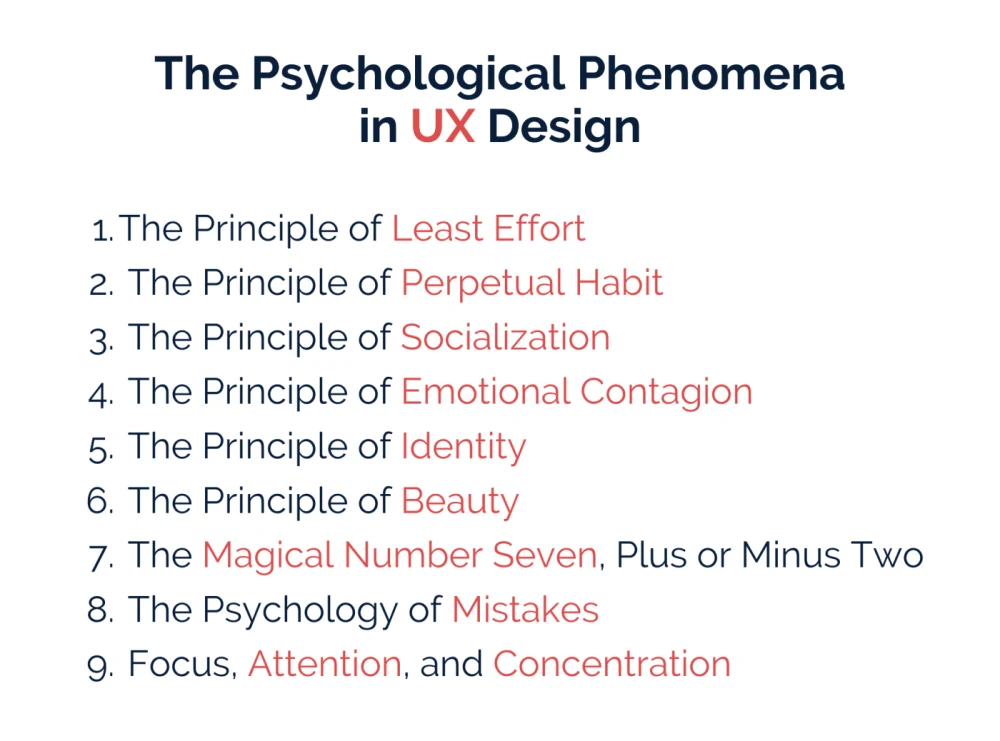 The Psychological Phenomena
in UX Design
1. The Principle of Least Effort
2. The Principle of Perpetual Habit
3. The Principle of Socialization
4. The Principle of Emotional Contagion
5. The Principle of Identity
6. The Principle of Beauty
7. The Magical Number Seven, Plus or Minus Two
8. The Psychology of Mistakes
9. Focus, Attention, and Concentration